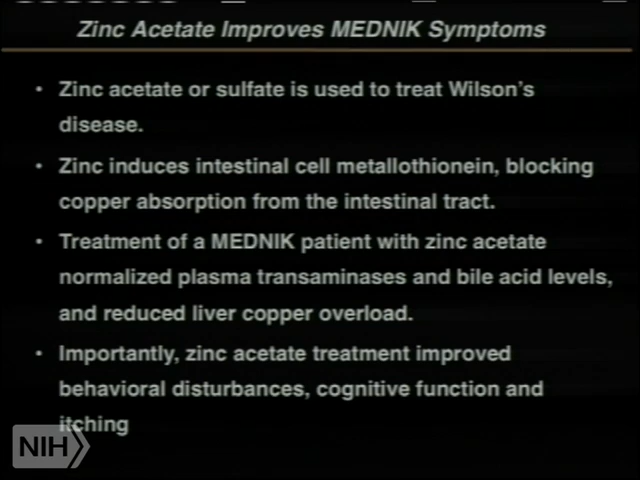 Zinc Acetate Improves MEDNIK Symptoms
• Zinc acetate or sulfate is used to treat Wilson's
disease.
• Zinc induces intestinal cell metallothionein, blocking
copper absorption from the intestinal tract.
• Treatment of a MEDNIK patient with zinc acetate
normalized plasma transaminases and bile acid levels,
and reduced liver copper overload.
• Importantly, zinc acetate treatment improved
behavioral disturbances, cognitive function and
itching
NIH